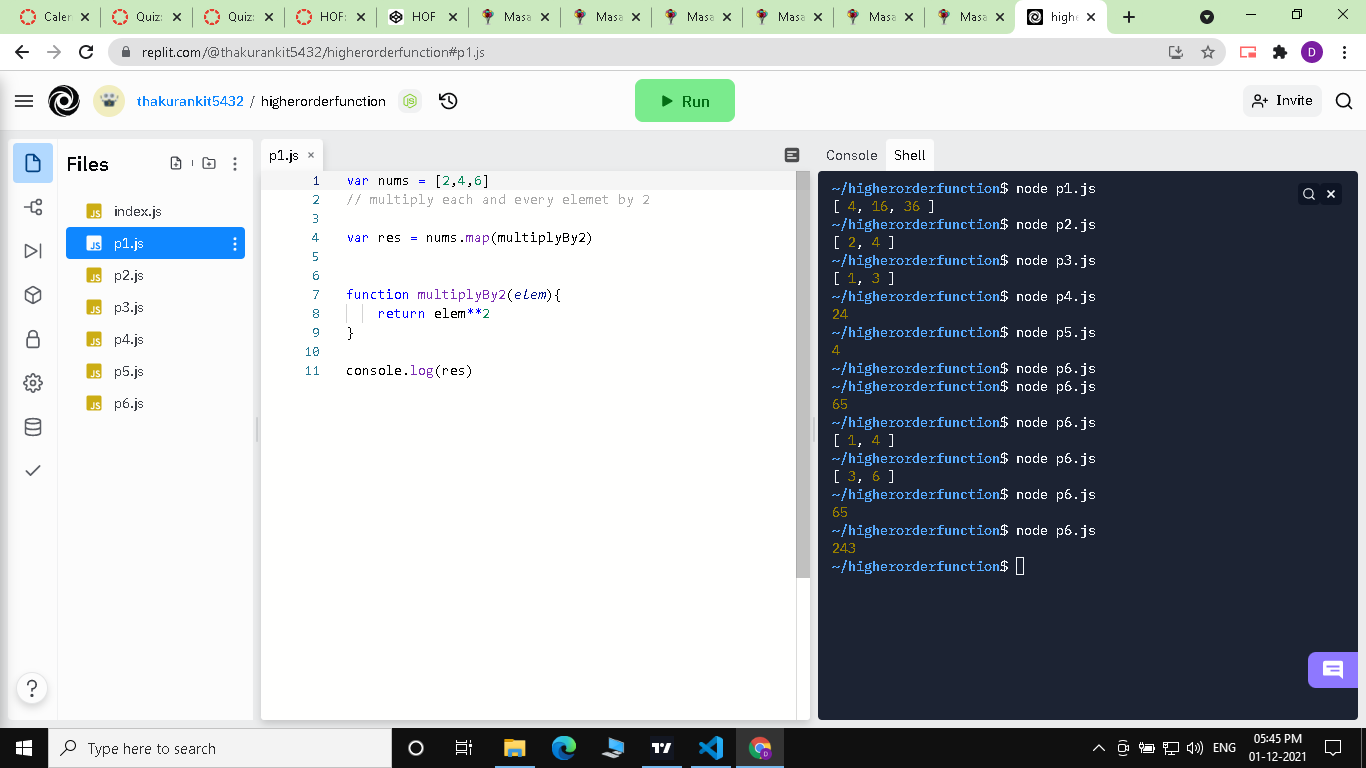 Caler
Quiz:
Quiz:
HOF:
HOF
Masa
Masa
Masa
Masa
Masa
Masa
highe
replit.com/@thakurankit5432/higherorderfunction#p1.js
D
thakurankit5432 / higherorderfunction
Run
Invite
Files
index.js
p1.js
p2.js
p3.js
p4.js
p5.js
p6.js
p1.js
1 var nums = [2,4,6]
2 // multiply each and every elemet by 2
3
4 var res = nums.map(multiplyBy2)
5
6
7 function multiplyBy2(elem){
8 return elem**2
9 }
10
11 console.log(res)
Console Shell
~/higherorderfunction$ node p1.js
[ 4, 16, 36 ]
~/higherorderfunction$ node p2.js
[ 2, 4 ]
~/higherorderfunction$ node p3.js
[ 1, 3 ]
~/higherorderfunction$ node p4.js
24
~/higherorderfunction$ node p5.js
4
~/higherorderfunction$ node p6.js
~/higherorderfunction$ node p6.js
65
~/higherorderfunction$ node p6.js
[ 1, 4 ]
~/higherorderfunction$ node p6.js
[ 3, 6 ]
~/higherorderfunction$ node p6.js
65
~/higherorderfunction$ node p6.js
243
~/higherorderfunction$
?
Type here to search
ENG
05:45 PM
01-12-2021